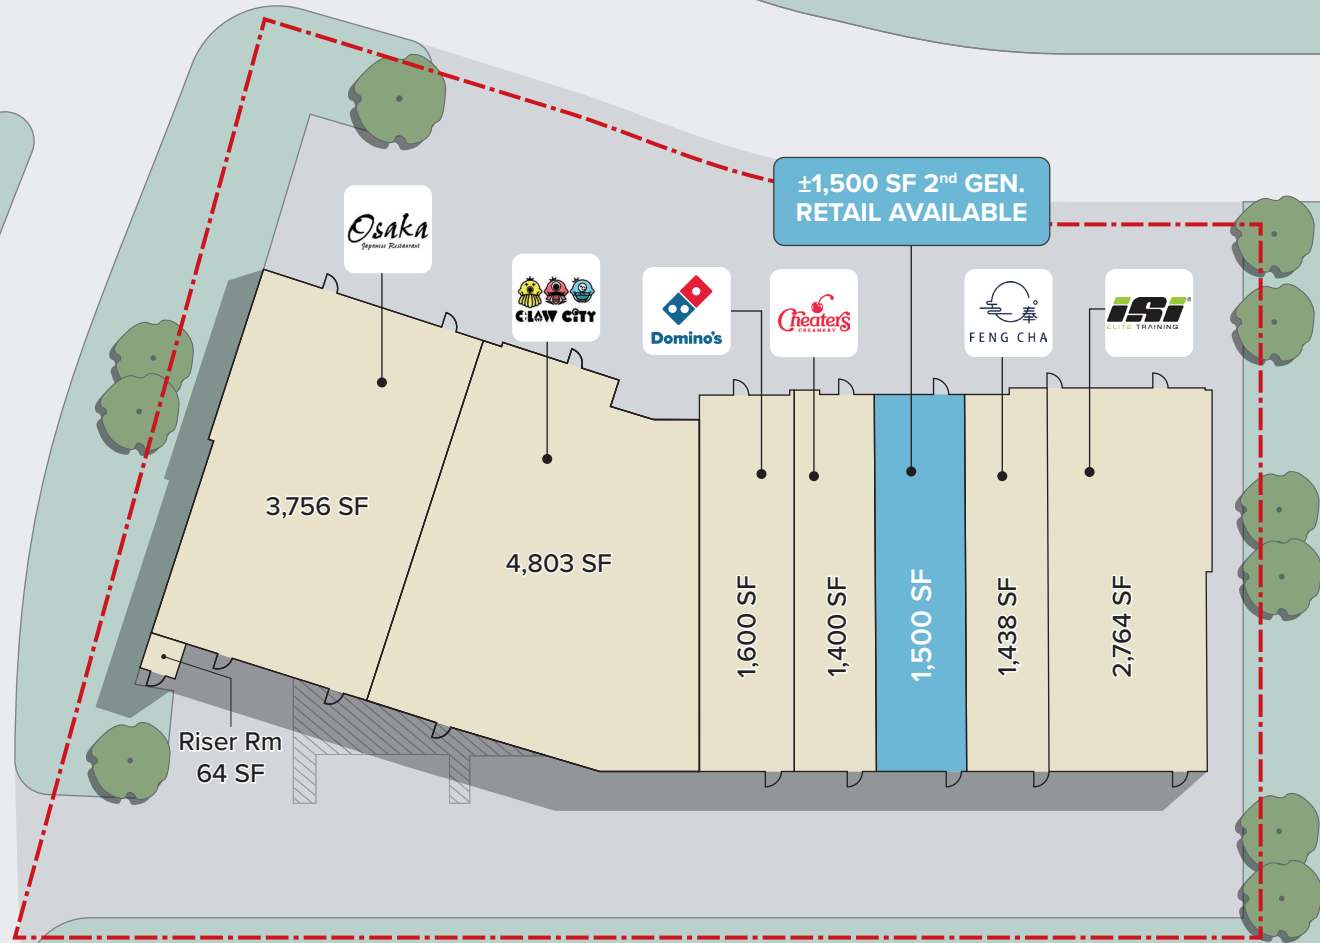 ±1,500 SF 2nd GEN.
RETAIL AVAILABLE
Osaka
Japanese Restaurant
CLAW CiTY
Domino's
Cheaters
CREAMERY
奉
FENG CHA
iSi
ELITE TRAINING
3,756 SF
4,803 SF
1,600 SF
1,400 SF
1,500 SF
1,438 SF
2,764 SF
Riser Rm
64 SF